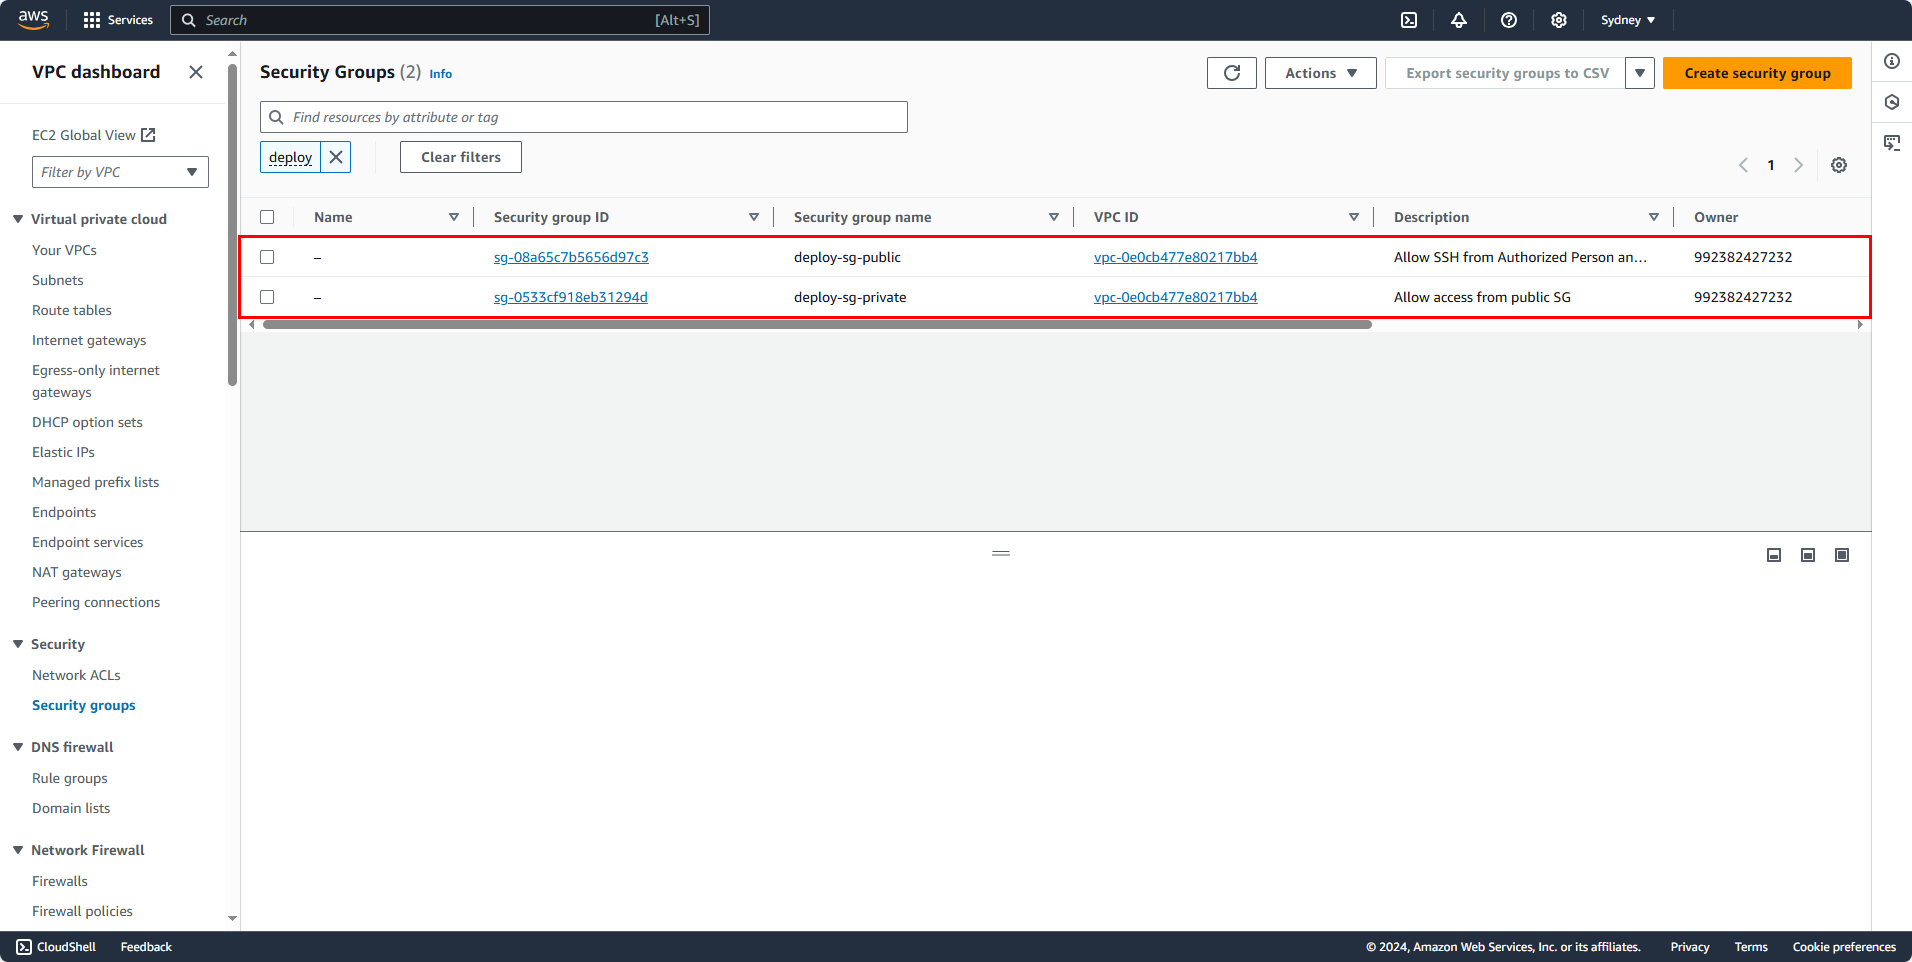 aws Services Search [Alt+S] Sydney
VPC dashboard
EC2 Global View
Filter by VPC
Virtual private cloud
Your VPCs
Subnets
Route tables
Internet gateways
Egress-only internet
gateways
DHCP option sets
Elastic IPs
Managed prefix lists
Endpoints
Endpoint services
NAT gateways
Peering connections
Security
Network ACLs
Security groups
DNS firewall
Rule groups
Domain lists
Network Firewall
Firewalls
Firewall policies
Security Groups (2) Info
Actions Export security groups to CSV Create security group
Find resources by attribute or tag
deploy Clear filters
1
Name Security group ID Security group name VPC ID Description Owner
– sg-08a65c7b5656d97c3 deploy-sg-public vpc-0e0cb477e80217bb4 Allow SSH from Authorized Person an... 992382427232
– sg-0533cf918eb31294d deploy-sg-private vpc-0e0cb477e80217bb4 Allow access from public SG 992382427232
CloudShell Feedback © 2024, Amazon Web Services, Inc. or its affiliates. Privacy Terms Cookie preferences